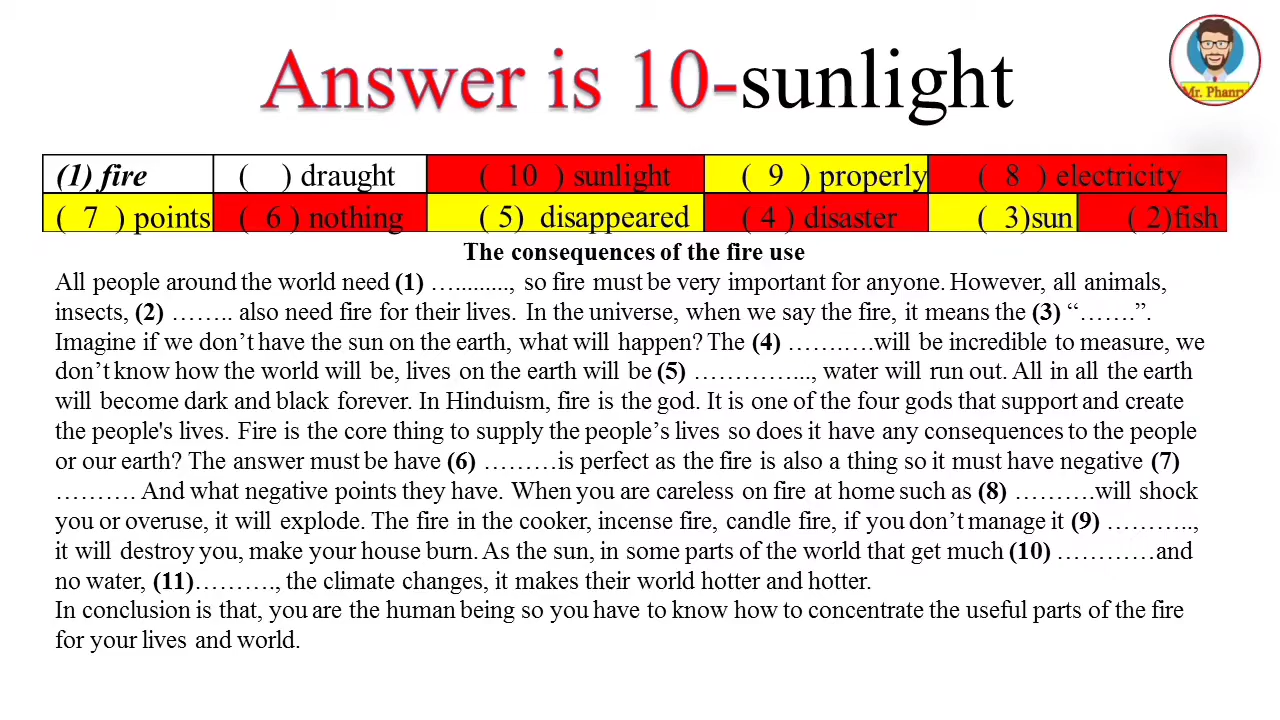 Answer is 10-sunlight
Mr. Phanry
(1) fire ( ) draught ( 10 ) sunlight ( 9 ) properly ( 8 ) electricity
( 7 ) points ( 6 ) nothing ( 5) disappeared ( 4 ) disaster ( 3)sun ( 2)fish
The consequences of the fire use
All people around the world need (1) …........., so fire must be very important for anyone. However, all animals,
insects, (2) …….. also need fire for their lives. In the universe, when we say the fire, it means the (3) “…….”.
Imagine if we don’t have the sun on the earth, what will happen? The (4) ……..….will be incredible to measure, we
don’t know how the world will be, lives on the earth will be (5) …………..., water will run out. All in all the earth
will become dark and black forever. In Hinduism, fire is the god. It is one of the four gods that support and create
the people's lives. Fire is the core thing to supply the people’s lives so does it have any consequences to the people
or our earth? The answer must be have (6) ………is perfect as the fire is also a thing so it must have negative (7)
………. And what negative points they have. When you are careless on fire at home such as (8) ……….will shock
you or overuse, it will explode. The fire in the cooker, incense fire, candle fire, if you don’t manage it (9) ………..,
it will destroy you, make your house burn. As the sun, in some parts of the world that get much (10) …………and
no water, (11)………., the climate changes, it makes their world hotter and hotter.
In conclusion is that, you are the human being so you have to know how to concentrate the useful parts of the fire
for your lives and world.